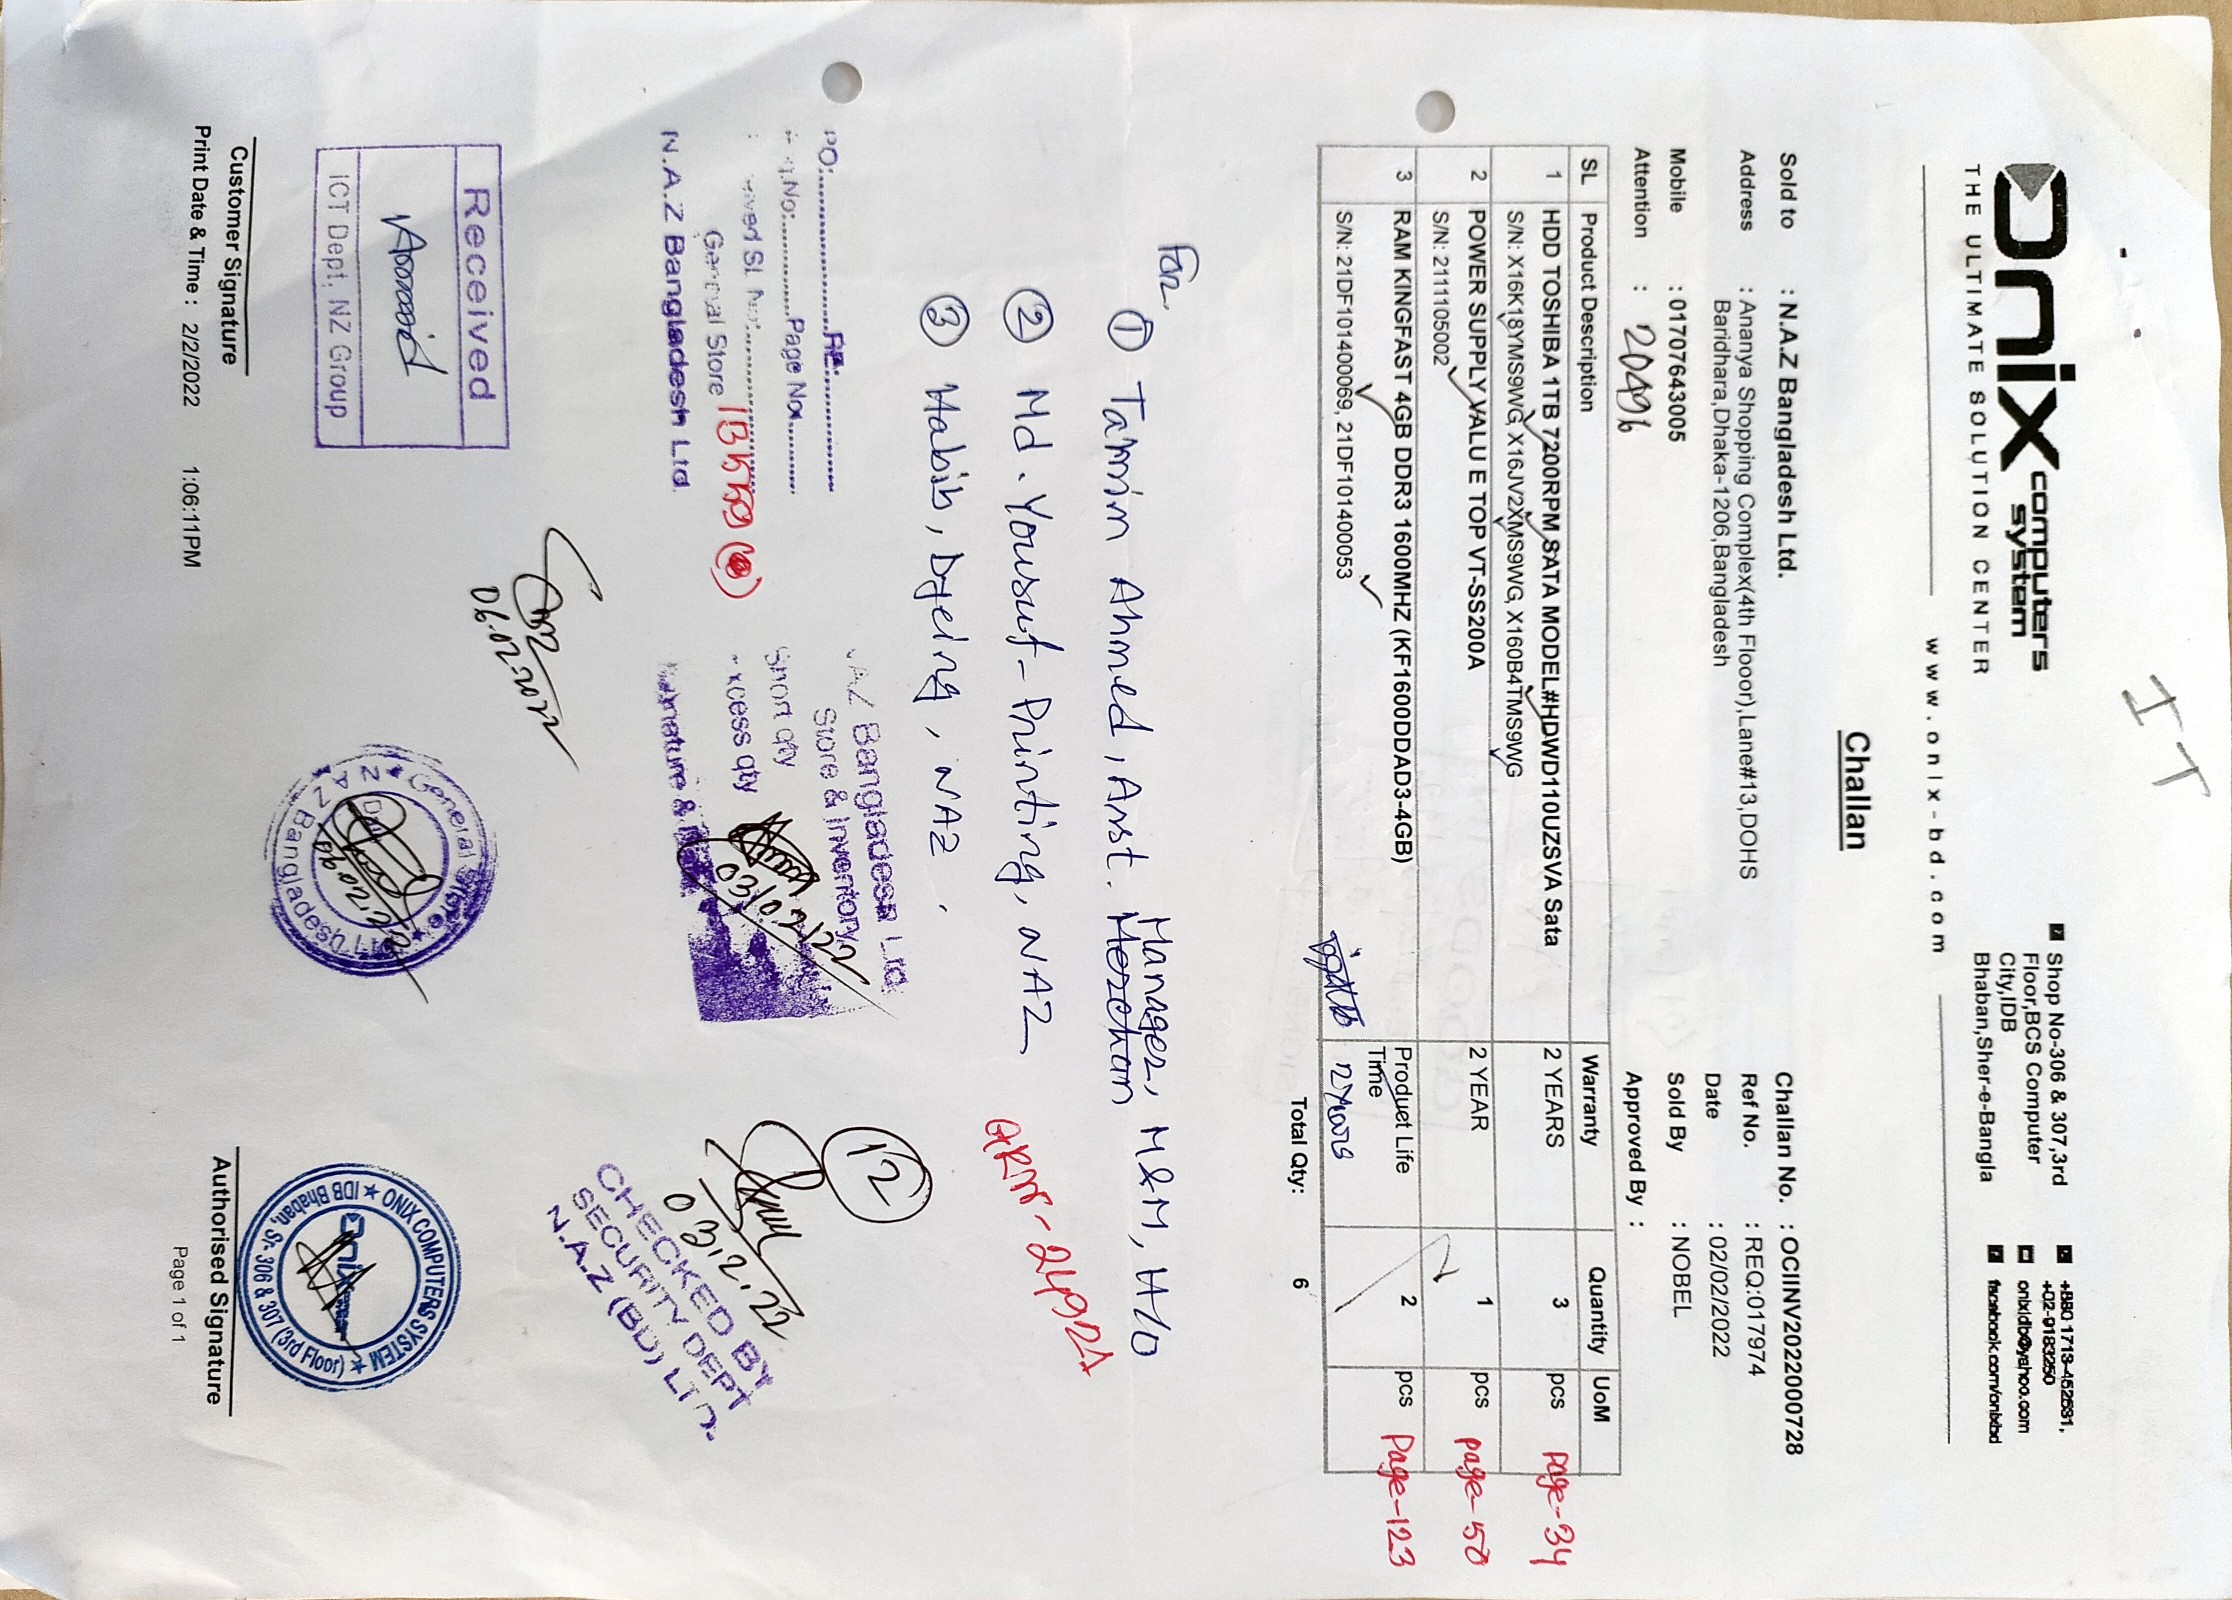 IT
Onix computers system
THE ULTIMATE SOLUTION CENTER
Shop No-306 & 307,3rd
Floor,BCS Computer
City,IDB
Bhaban,Sher-e-Bangla
+880 1713-452531,
+02-9183250
onixidb@yahoo.com
facebook.com/onixbd
www.onix-bd.com
Challan
Sold to : N.A.Z Bangladesh Ltd.
Address : Ananya Shopping Complex(4th Flooor),Lane#13,DOHS
Baridhara,Dhaka-1206,Bangladesh
Mobile : 01707643005
Attention : 20496
Challan No. : OCIINV2022000728
Ref No. : REQ:017974
Date : 02/02/2022
Sold By : NOBEL
Approved By :
SL Product Description Warranty Quantity UoM
1 HDD TOSHIBA 1TB 7200RPM SATA MODEL#HDWD110UZSVA Sata 2 YEARS 3 pcs Page-34
S/N: X16K18YMS9WG, X16JV2XMS9WG, X160B4TMS9WG
2 POWER SUPPLY VALU E TOP VT-SS200A 2 YEAR 1 pcs page-50
S/N: 2111105002
3 RAM KINGFAST 4GB DDR3 1600MHZ (KF1600DDAD3-4GB) Product Life 2 pcs Page-123
Time
S/N: 21DF101400069, 21DF101400053 2 Years
Total Qty: 6
For
① Tamim Ahmed, Asst. Manager, M&M, H/O
② Md. Yousuf-Printing, NAZ
③ Habib, Dyeing, NAZ.
24921
PO:..........RE:..........
No:..........Page No:..........
SL No:..........
General Store
N.A.Z Bangladesh Ltd.
AZ Bangladesh Ltd.
Store & Inventory
Short qty
Excess qty
Signature &
03/02/22
12
03.2.22
CHECKED BY
SECURITY DEPT
N.A.Z (BD) LTD.
06.02.2022
Received
ICT Dept, NZ Group
General Store
N A Z Bangladesh Ltd
06.02.22
ONIX COMPUTERS SYSTEM
Onix
IDB Bhaban, Sr- 306 & 307 (3rd Floor)
Customer Signature
Authorised Signature
Print Date & Time : 2/2/2022 1:06:11PM
Page 1 of 1